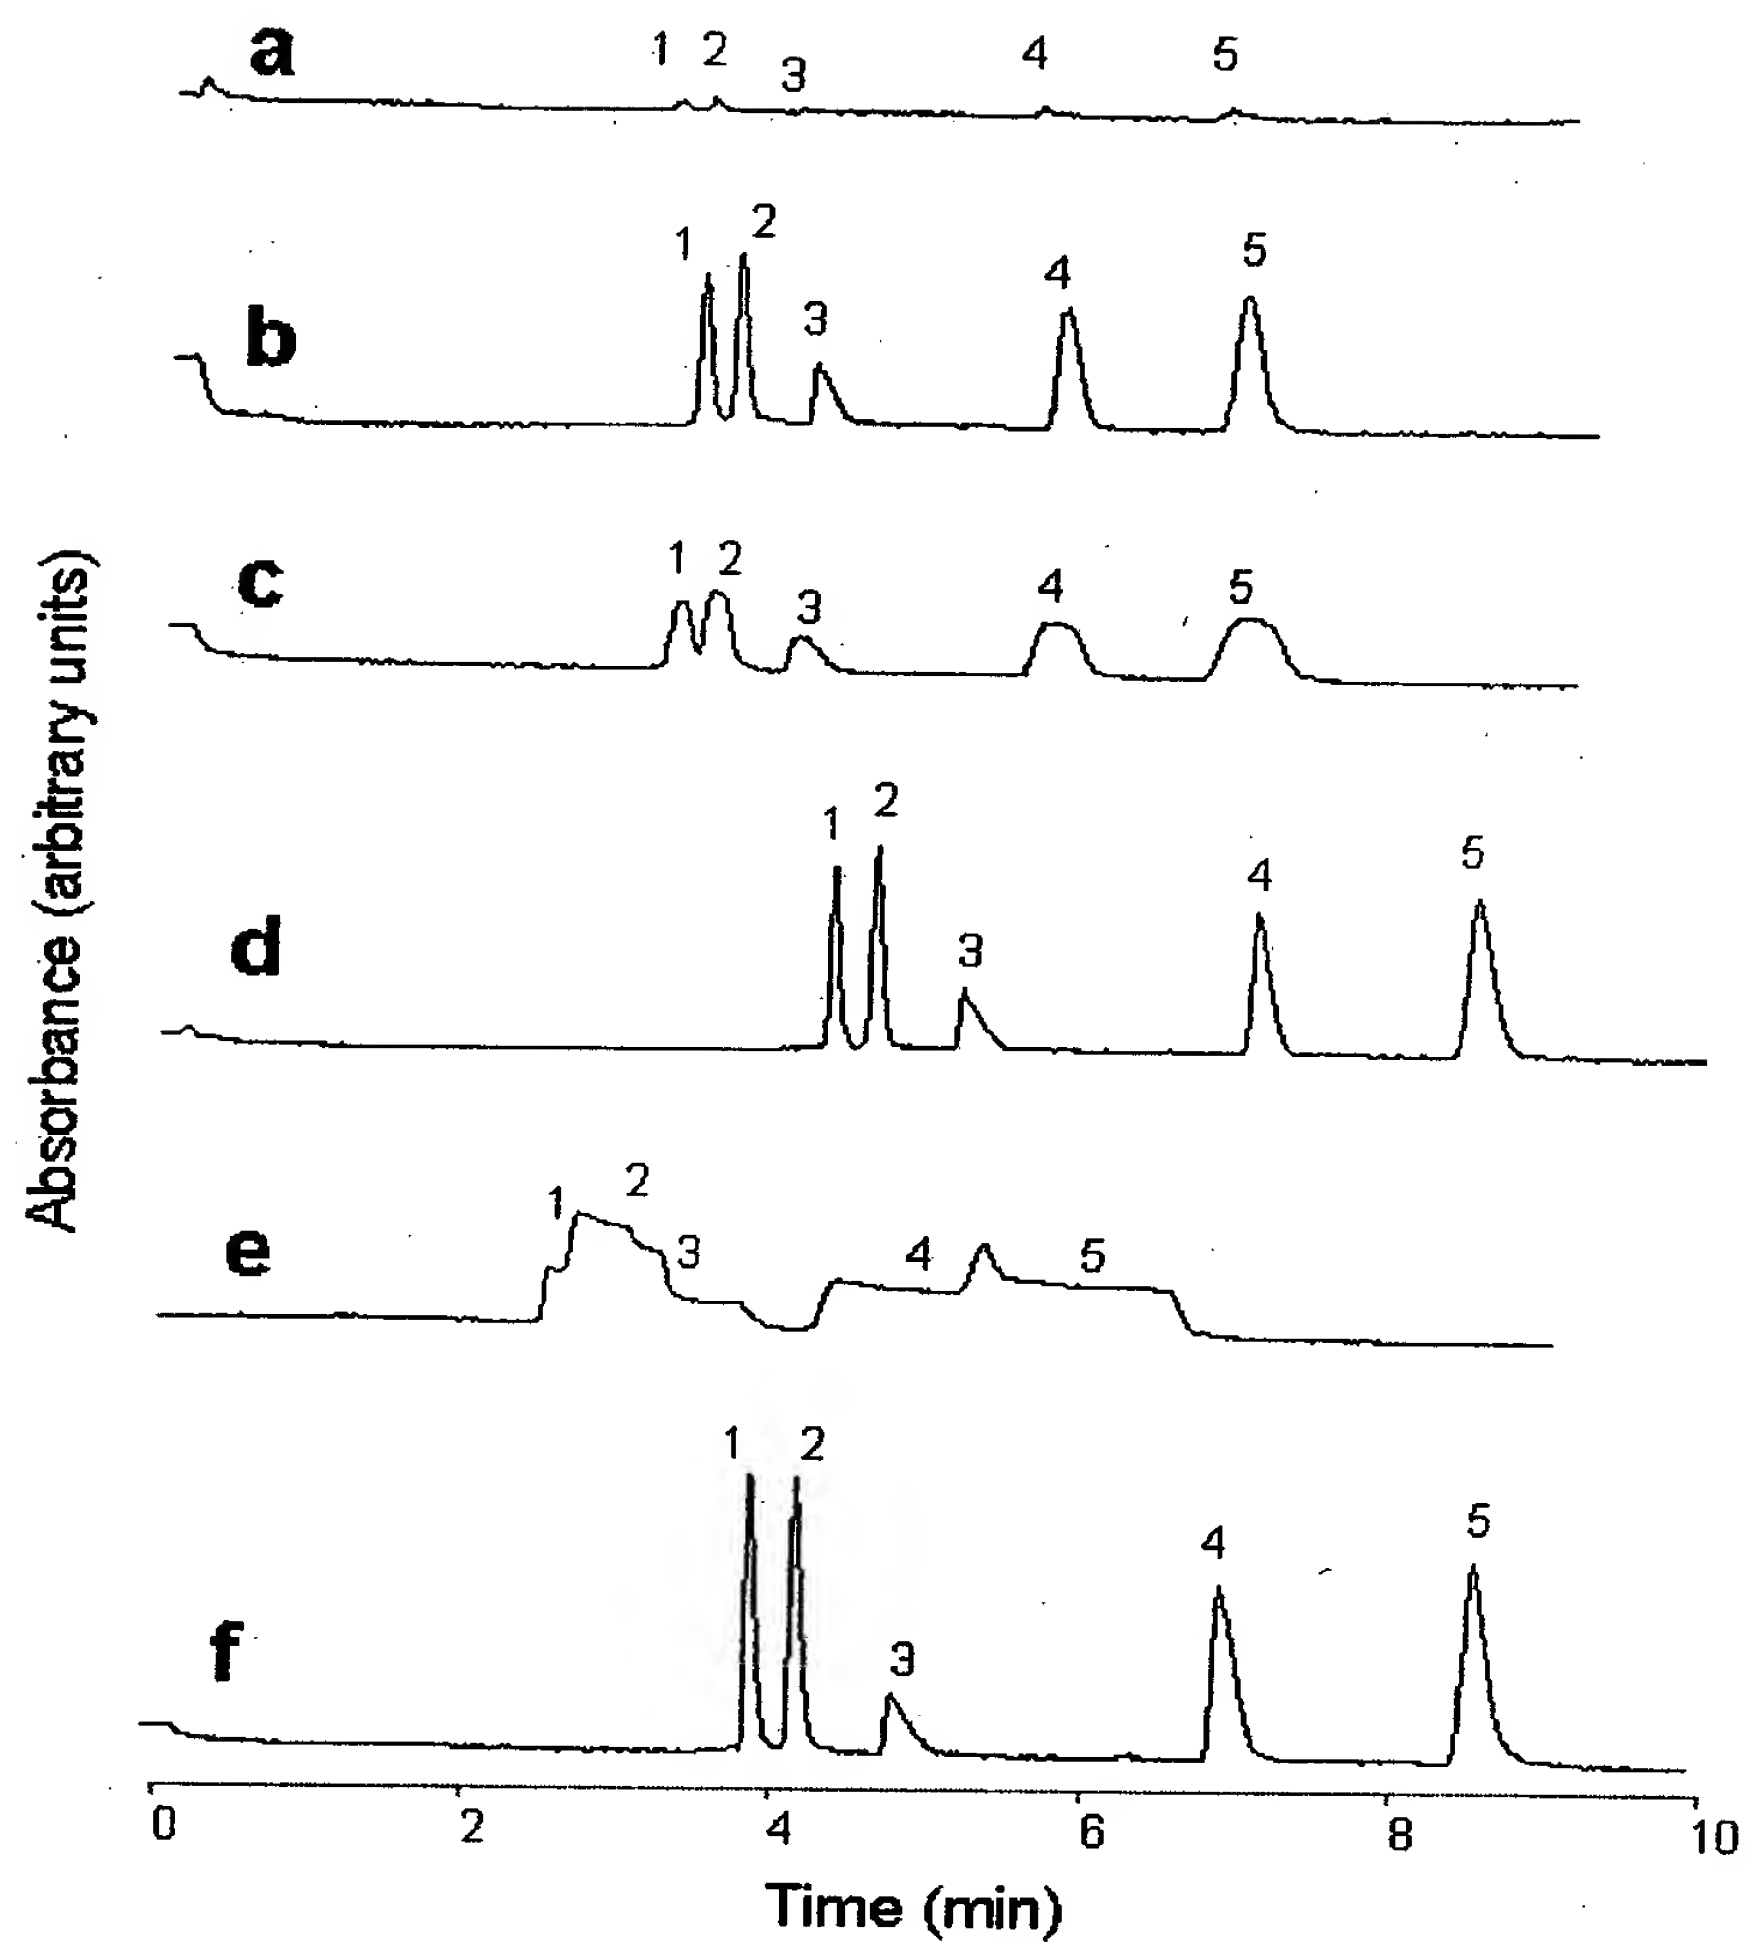 a 1 2 3 4 5
b 1 2 3 4 5
c 1 2 3 4 5
d 1 2 3 4 5
e 1 2 3 4 5
f 1 2 3 4 5
Absorbance (arbitrary units)
0 2 4 6 8 10
Time (min)